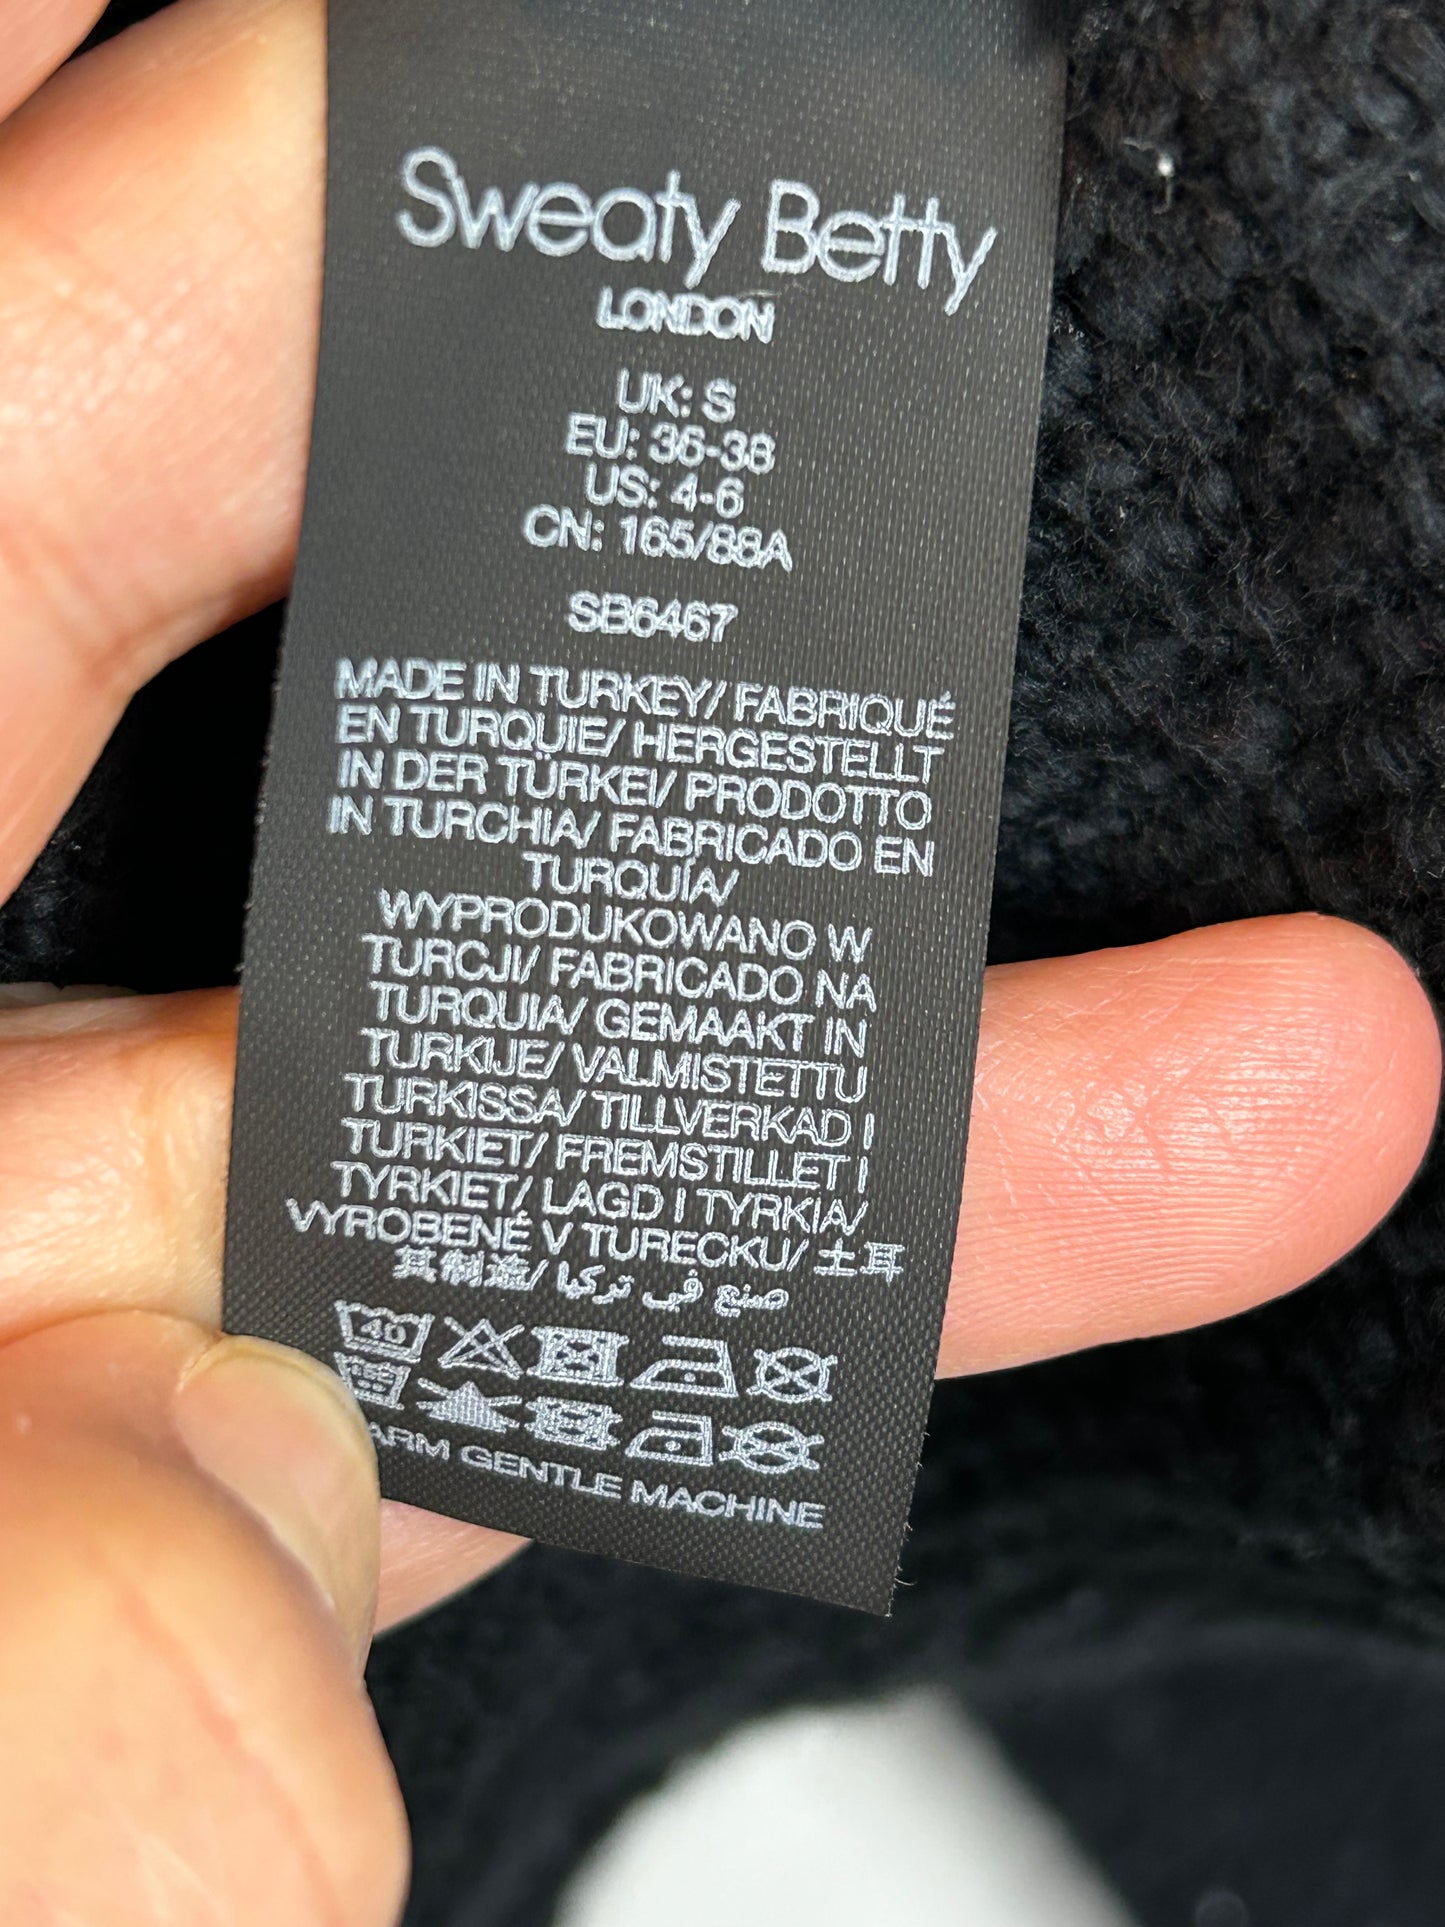 Sweaty Betty
LONDON
UK: S
EU: 36-38
US: 4-6
CN: 165/88A
SB6467
MADE IN TURKEY/ FABRIQUÉ
EN TURQUIE/ HERGESTELLT
IN DER TÜRKEI/ PRODOTTO
IN TURCHIA/ FABRICADO EN
TURQUÍA/
WYPRODUKOWANO W
TURCJI/ FABRICADO NA
TURQUIA/ GEMAAKT IN
TURKIJE/ VALMISTETTU
TURKISSA/ TILLVERKAD I
TURKIET/ FREMSTILLET I
TYRKIET/ LAGD I TYRKIA/
VYROBENÉ V TURECKU/ 土耳
其制造/ صنع في تركيا
40
GENTLE MACHINE